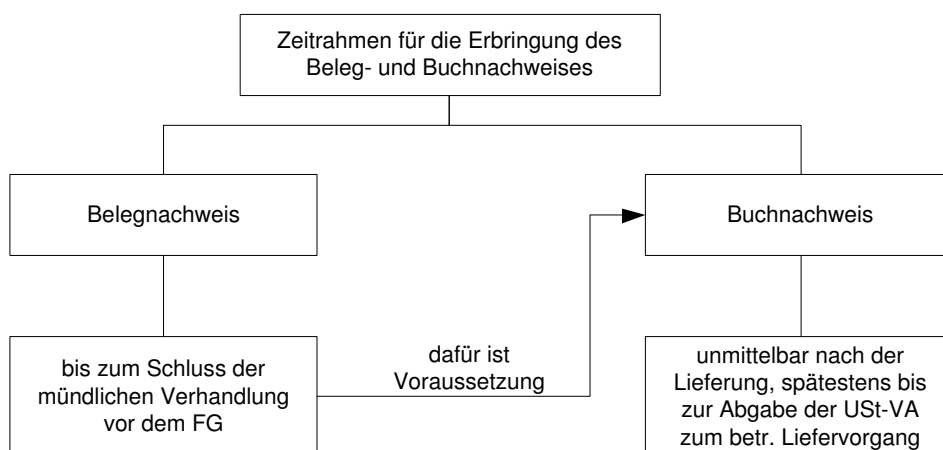 Zeitrahmen für die Erbringung des
Beleg- und Buchnachweises
Belegnachweis
Buchnachweis
bis zum Schluss der
mündlichen Verhandlung
vor dem FG
dafür ist
Voraussetzung
unmittelbar nach der
Lieferung, spätestens bis
zur Abgabe der USt-VA
zum betr. Liefervorgang